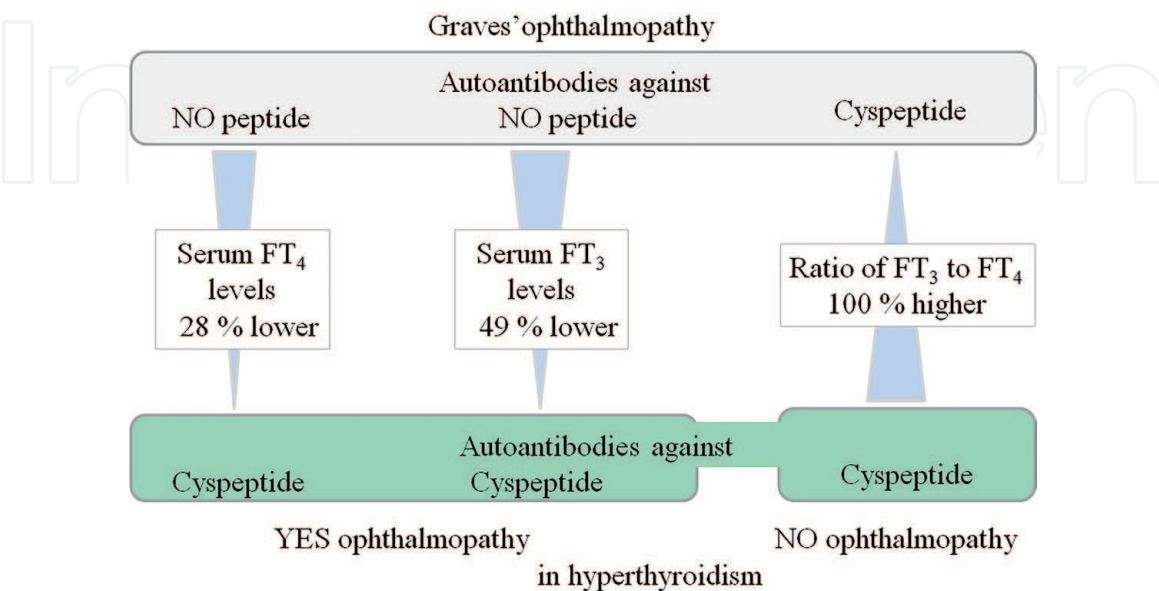 Graves' ophthalmopathy
Autoantibodies against
NO peptide
NO peptide
Cyspeptide
Serum FT₄
levels
28 % lower
Serum FT₃
levels
49 % lower
Ratio of FT₃ to FT₄
100 % higher
Autoantibodies against
Cyspeptide
Cyspeptide
Cyspeptide
YES ophthalmopathy
NO ophthalmopathy
in hyperthyroidism